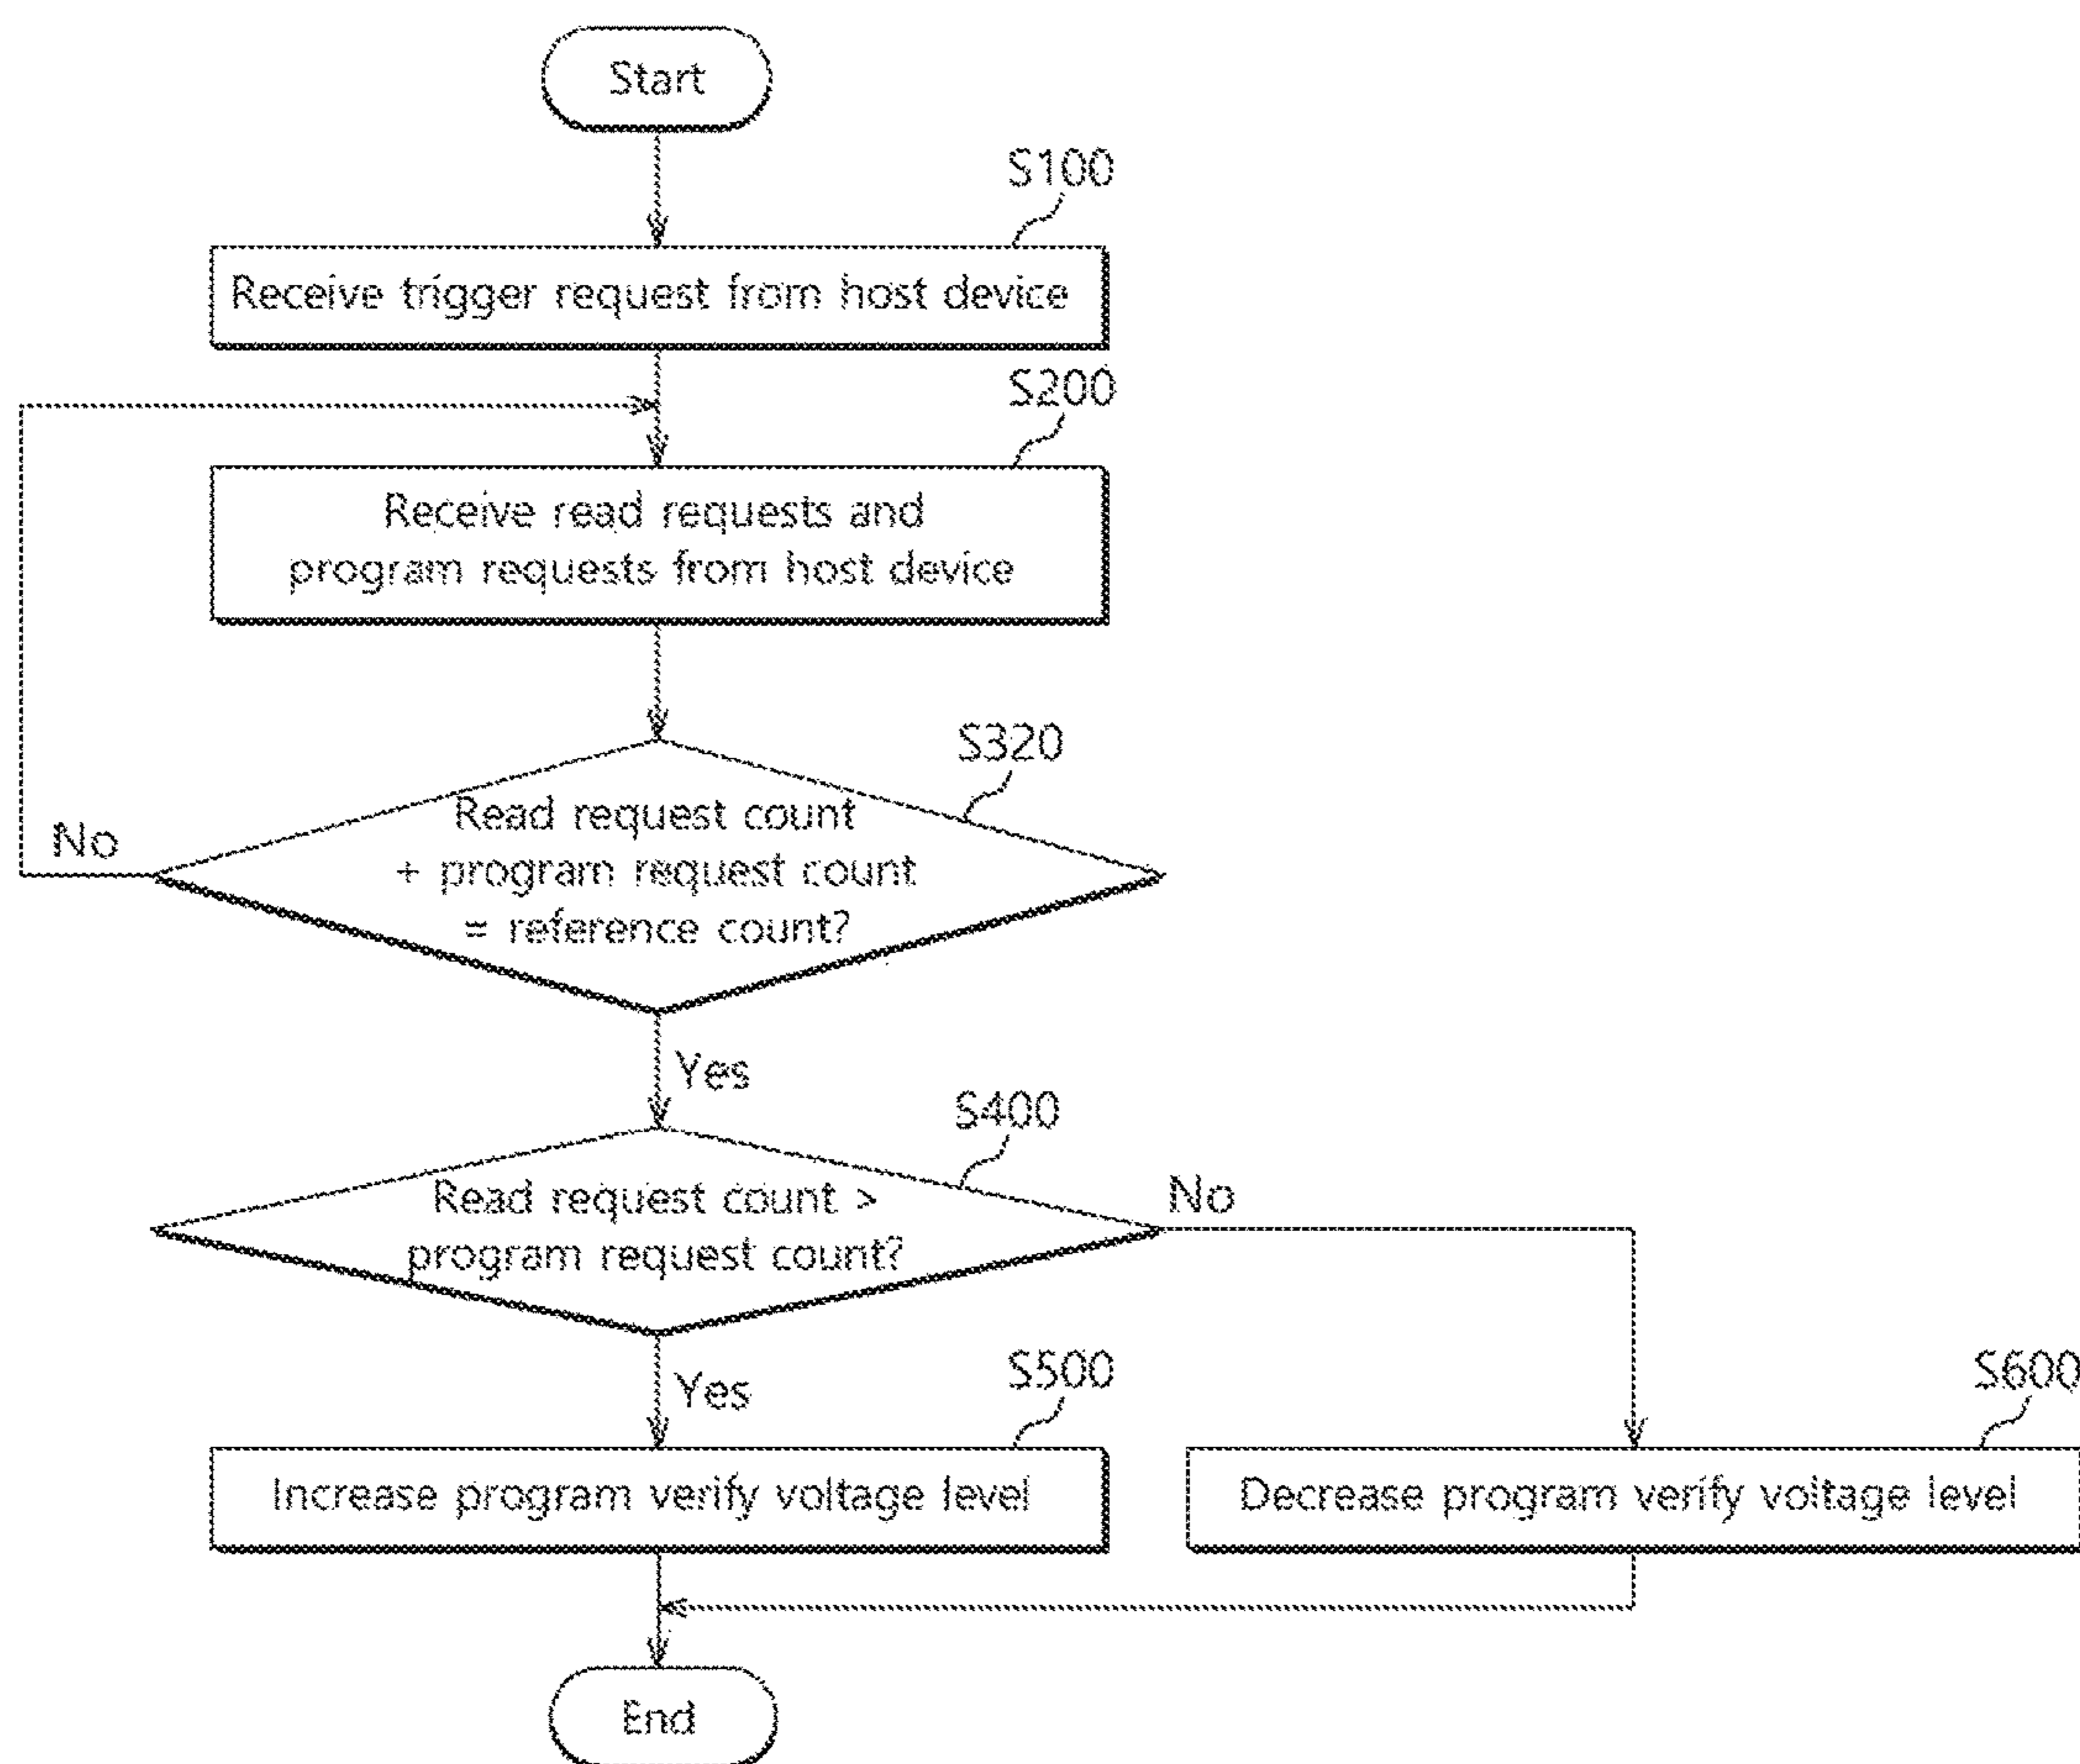 Start
S100
Receive trigger request from host device
S200
Receive read requests and
program requests from host device
S320
Read request count
+ program request count
= reference count?
No
Yes
S400
Read request count >
program request count?
No
Yes
S500
Increase program verify voltage level
S600
Decrease program verify voltage level
End